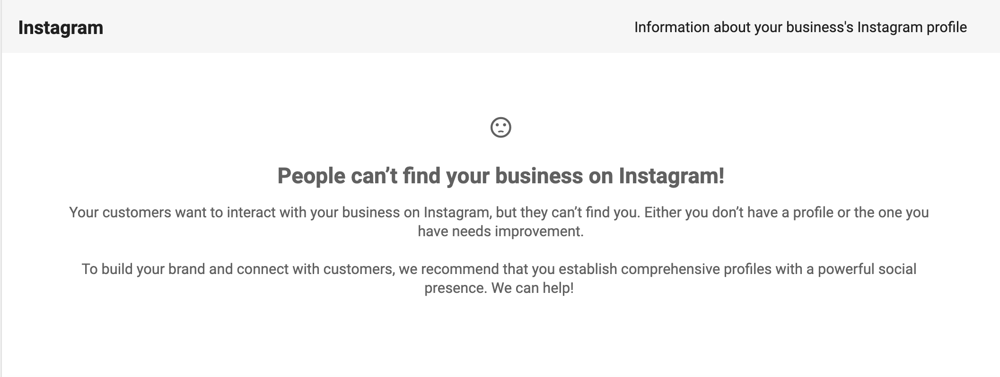 Instagram
Information about your business's Instagram profile
People can’t find your business on Instagram!
Your customers want to interact with your business on Instagram, but they can’t find you. Either you don’t have a profile or the one you
have needs improvement.
To build your brand and connect with customers, we recommend that you establish comprehensive profiles with a powerful social
presence. We can help!